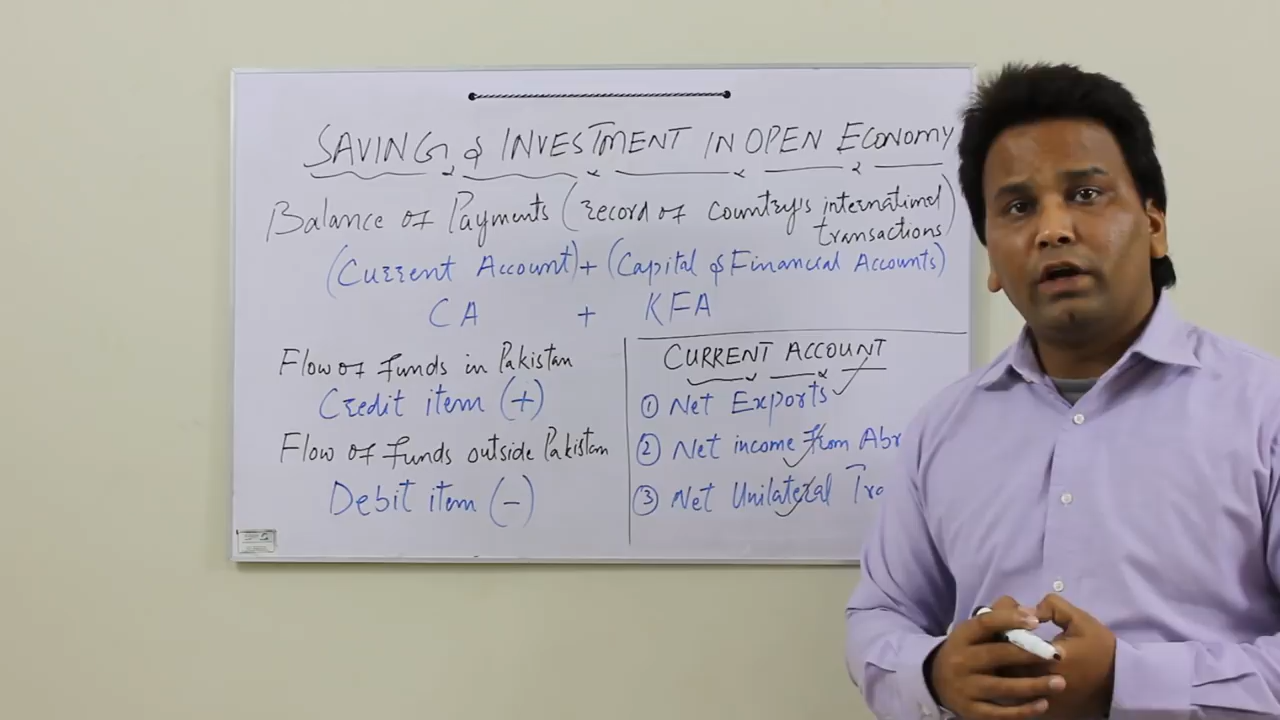 SAVING & INVESTMENT IN OPEN ECONOMY
Balance of Payments (record of country's international
transactions)
(Current Account) + (Capital & Financial Accounts)
CA + KFA
Flow of funds in Pakistan
Credit item (+)
Flow of funds outside Pakistan
Debit item (-)
CURRENT ACCOUNT
① Net Exports
② Net income from Abr
③ Net Unilateral Tra